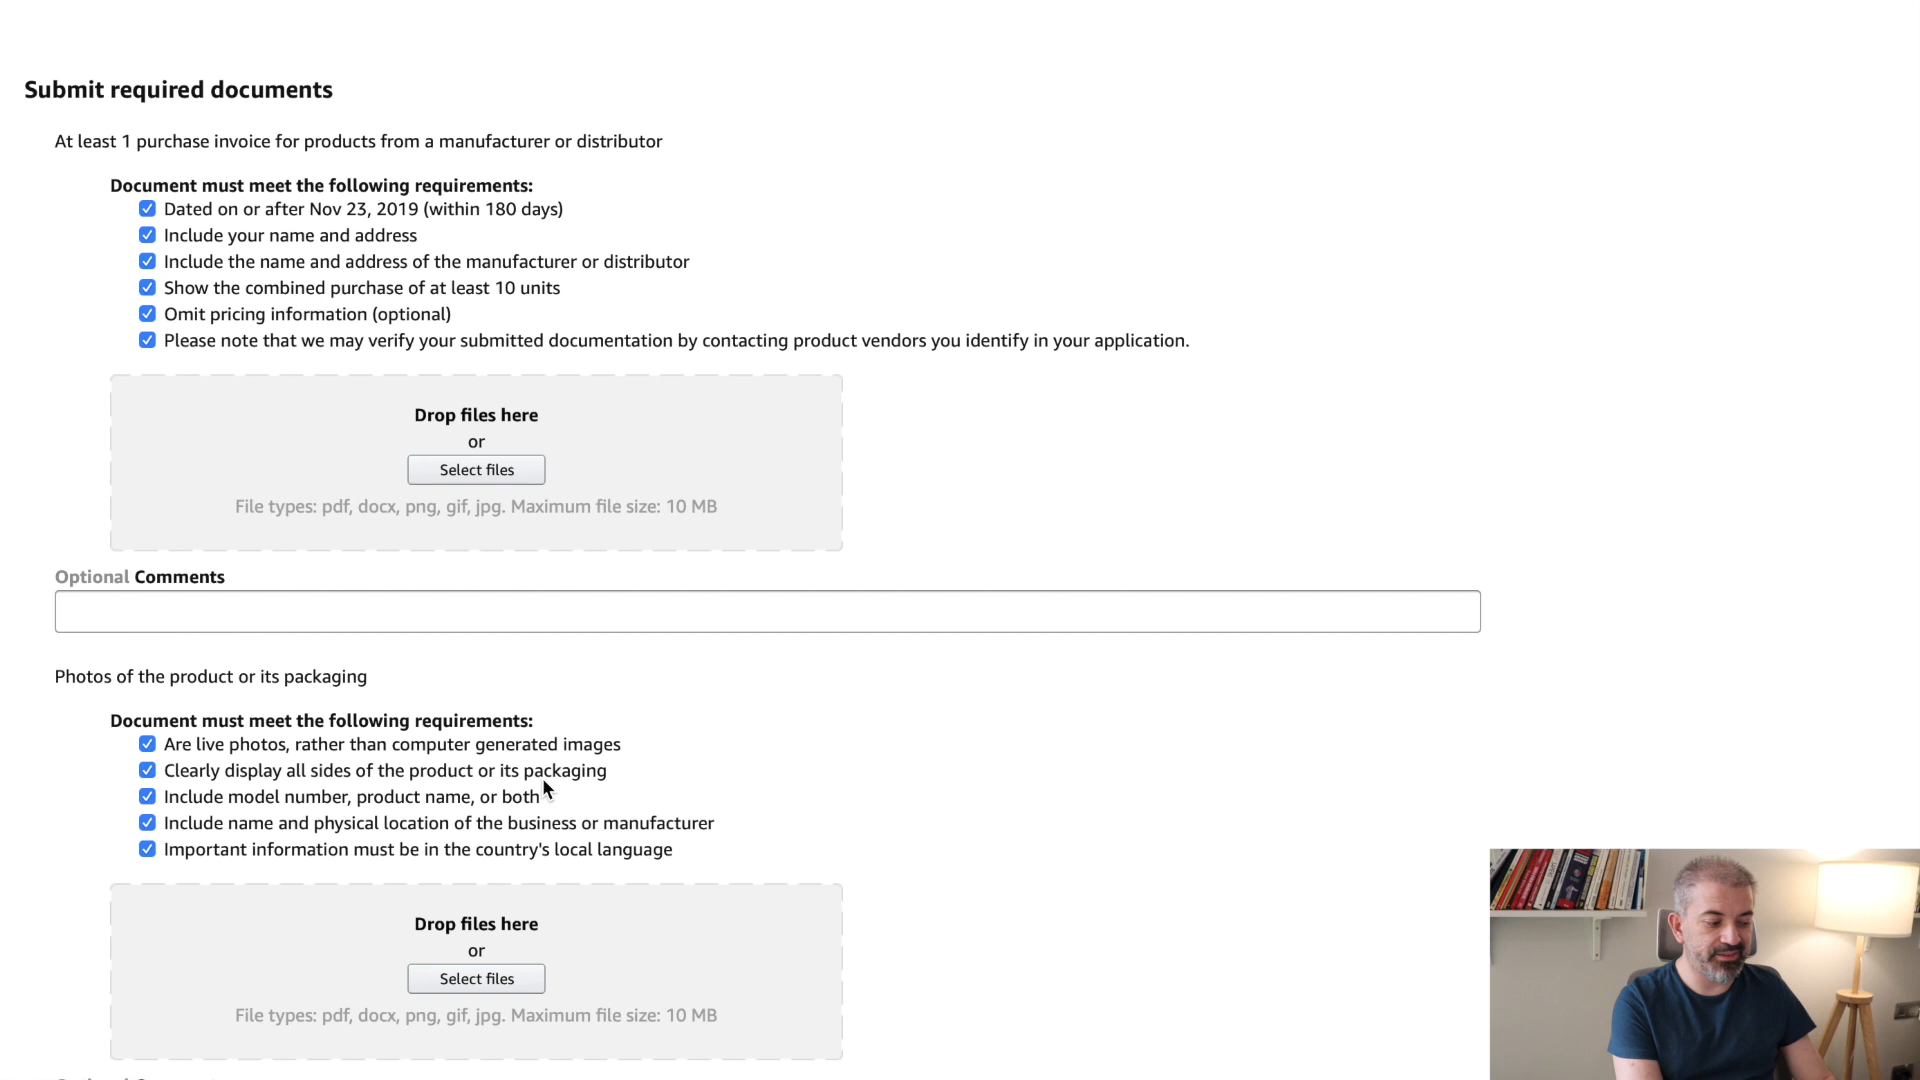 Submit required documents
At least 1 purchase invoice for products from a manufacturer or distributor
Document must meet the following requirements:
Dated on or after Nov 23, 2019 (within 180 days)
Include your name and address
Include the name and address of the manufacturer or distributor
Show the combined purchase of at least 10 units
Omit pricing information (optional)
Please note that we may verify your submitted documentation by contacting product vendors you identify in your application.
Drop files here
or
Select files
File types: pdf, docx, png, gif, jpg. Maximum file size: 10 MB
Optional Comments
Photos of the product or its packaging
Document must meet the following requirements:
Are live photos, rather than computer generated images
Clearly display all sides of the product or its packaging
Include model number, product name, or both
Include name and physical location of the business or manufacturer
Important information must be in the country's local language
Drop files here
or
Select files
File types: pdf, docx, png, gif, jpg. Maximum file size: 10 MB